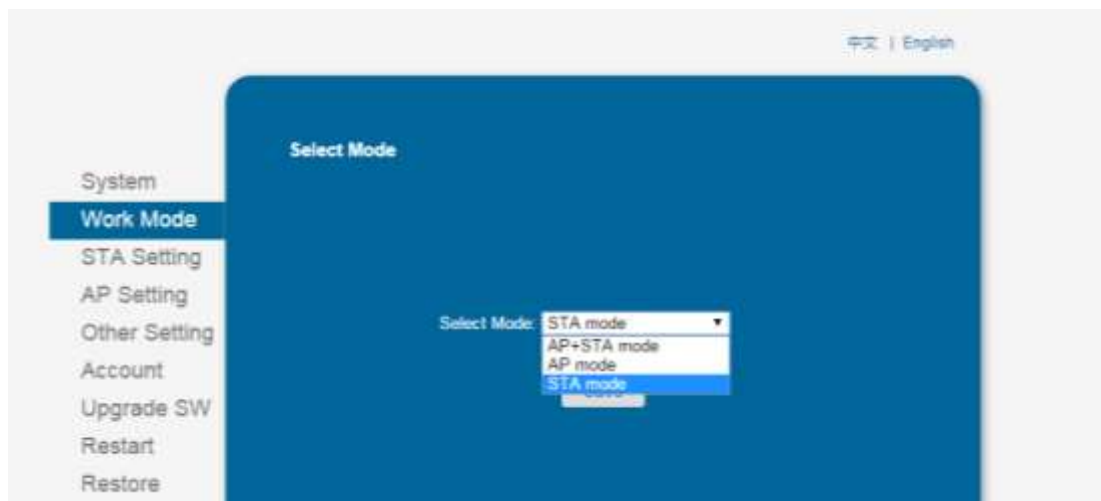 中文 | English
Select Mode
System
Work Mode
STA Setting
AP Setting
Other Setting
Account
Upgrade SW
Restart
Restore
Select Mode: STA mode
AP+STA mode
AP mode
STA mode